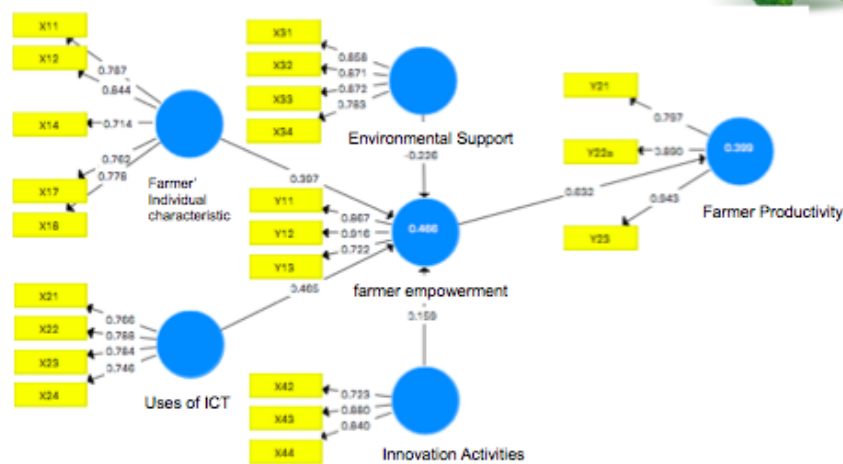 X11
X12
X14
X17
X18
0.787
0.844
0.714
0.762
0.778
Farmer'
Individual
characteristic
X31
X32
X33
X34
0.858
0.871
0.872
0.783
Environmental Support
0.397
-0.226
Y11
Y12
Y13
0.867
0.916
0.722
0.466
farmer empowerment
0.465
0.159
0.632
Y21
Y22a
Y23
0.797
0.890
0.843
0.399
Farmer Productivity
X21
X22
X23
X24
0.766
0.784
0.746
Uses of ICT
X42
X43
X44
0.723
0.880
0.840
Innovation Activities